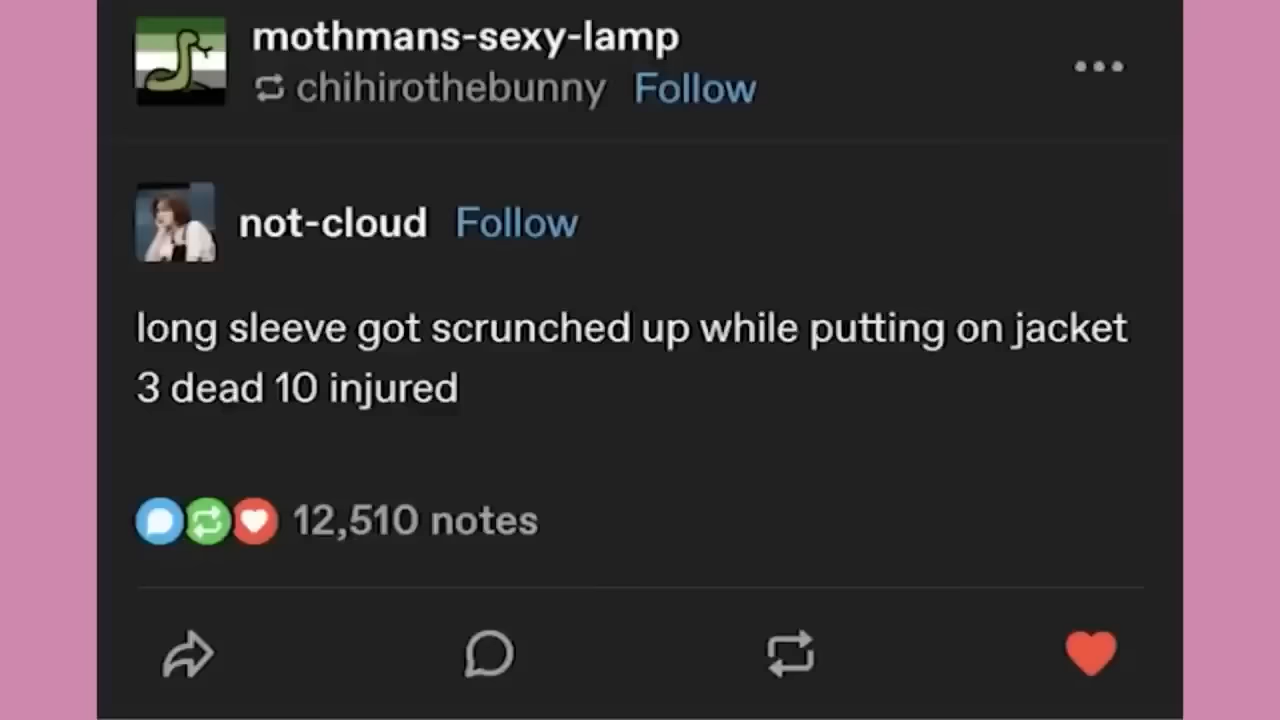 mothmans-sexy-lamp
chihirothebunny Follow
not-cloud Follow
long sleeve got scrunched up while putting on jacket
3 dead 10 injured
12,510 notes